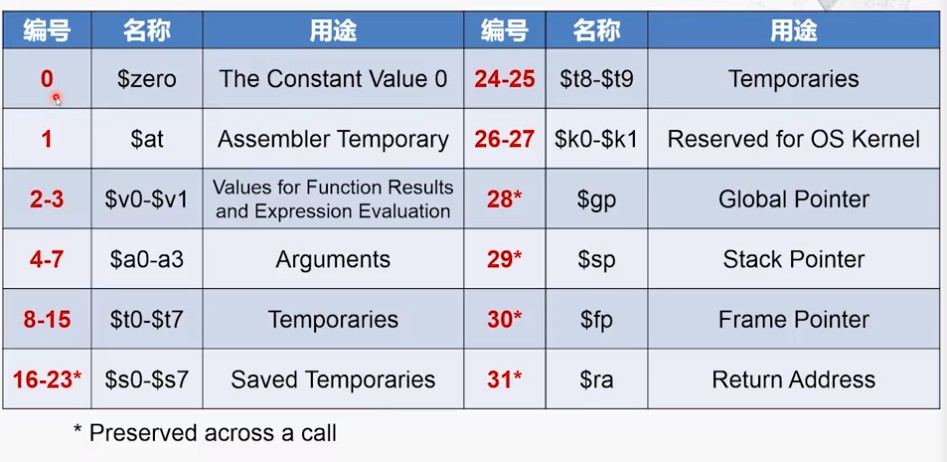 编号 名称 用途 编号 名称 用途
0 $zero The Constant Value 0 24-25 $t8-$t9 Temporaries
1 $at Assembler Temporary 26-27 $k0-$k1 Reserved for OS Kernel
2-3 $v0-$v1 Values for Function Results
and Expression Evaluation 28* $gp Global Pointer
4-7 $a0-a3 Arguments 29* $sp Stack Pointer
8-15 $t0-$t7 Temporaries 30* $fp Frame Pointer
16-23* $s0-$s7 Saved Temporaries 31* $ra Return Address
* Preserved across a call